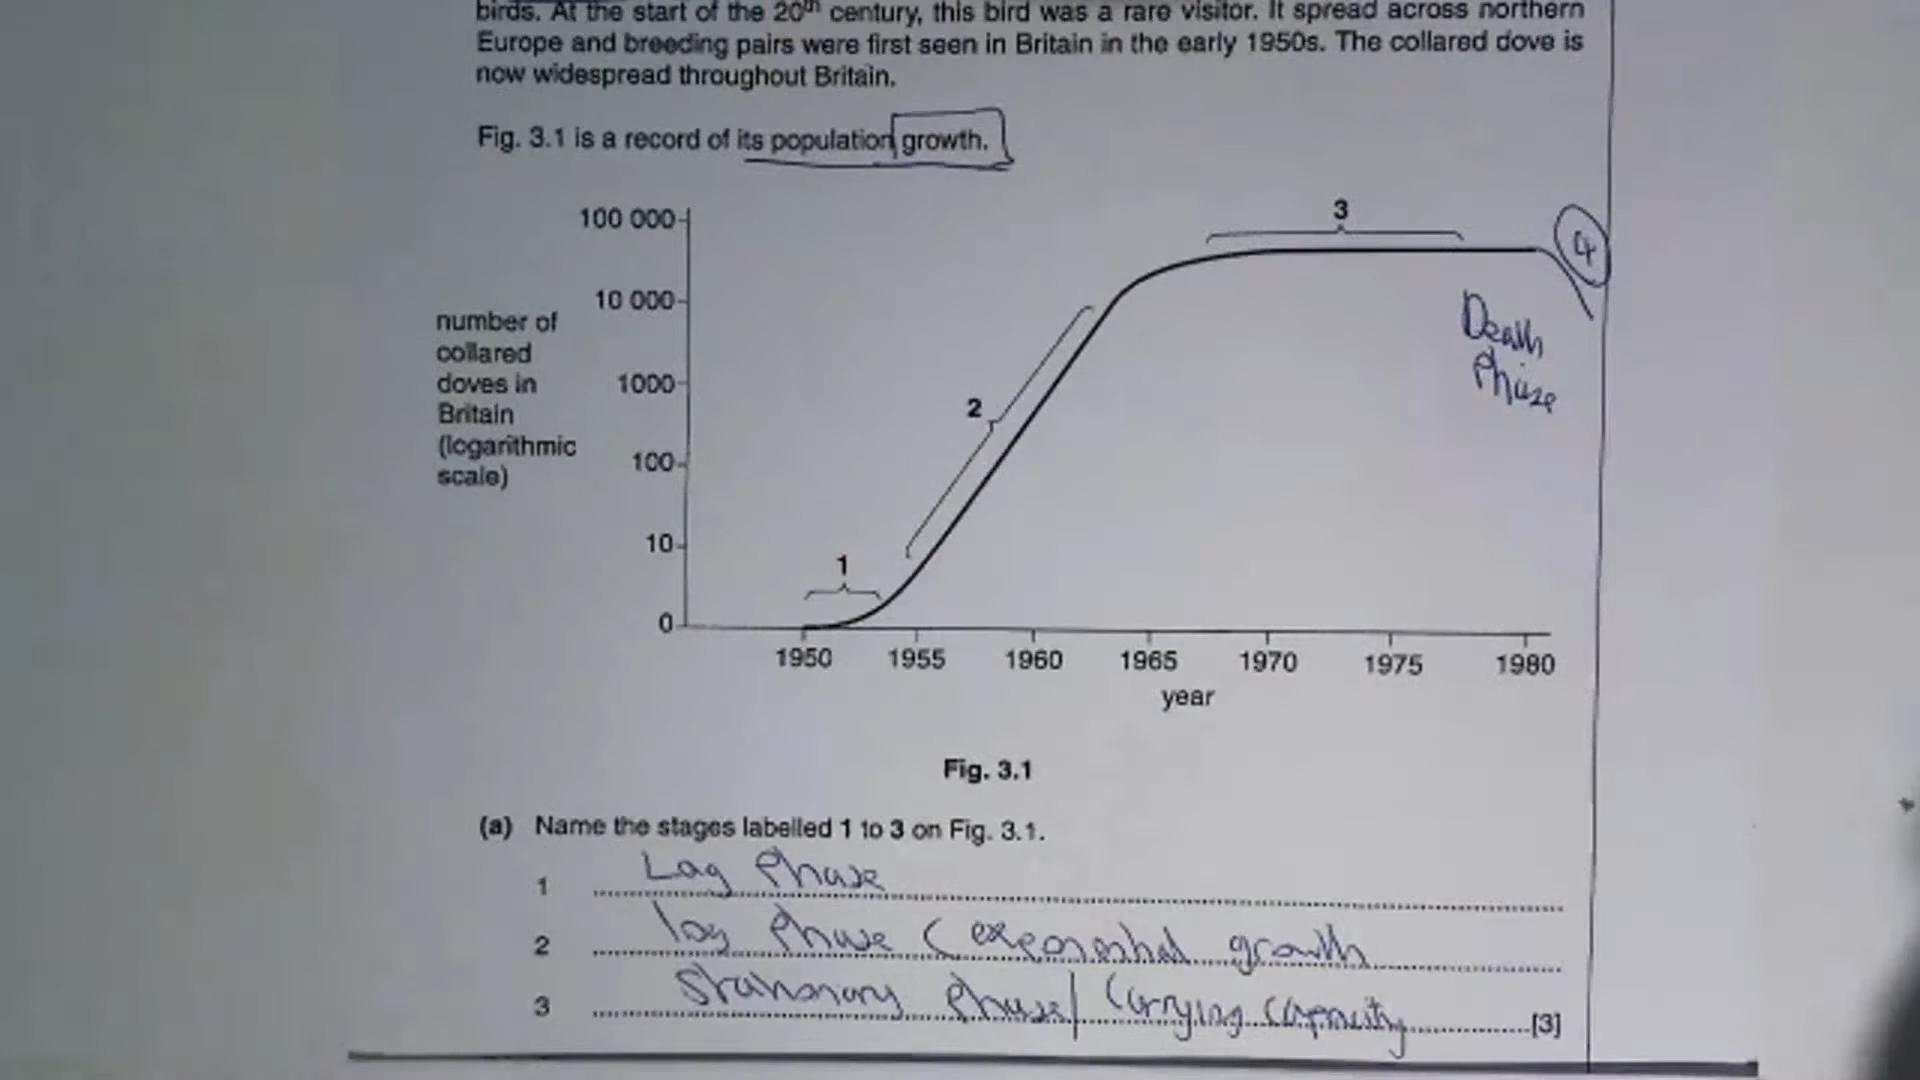 birds. At the start of the 20th century, this bird was a rare visitor. It spread across northern
Europe and breeding pairs were first seen in Britain in the early 1950s. The collared dove is
now widespread throughout Britain.
Fig. 3.1 is a record of its population growth.
100 000
10 000
1000
100
10
0
number of
collared
doves in
Britain
(logarithmic
scale)
1
2
3
4
Death
Phase
1950 1955 1960 1965 1970 1975 1980
year
Fig. 3.1
(a) Name the stages labelled 1 to 3 on Fig. 3.1.
1 Lag Phase
2 log Phase (exponential growth
3 Stationary Phase/ Carrying Capacity [3]